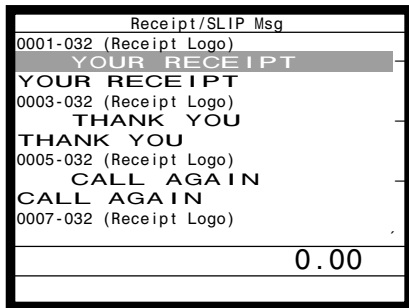 Receipt/SLIP Msg
0001-032 (Receipt Logo)
YOUR RECEIPT
YOUR RECEIPT
0003-032 (Receipt Logo)
THANK YOU
THANK YOU
0005-032 (Receipt Logo)
CALL AGAIN
CALL AGAIN
0007-032 (Receipt Logo)
0.00